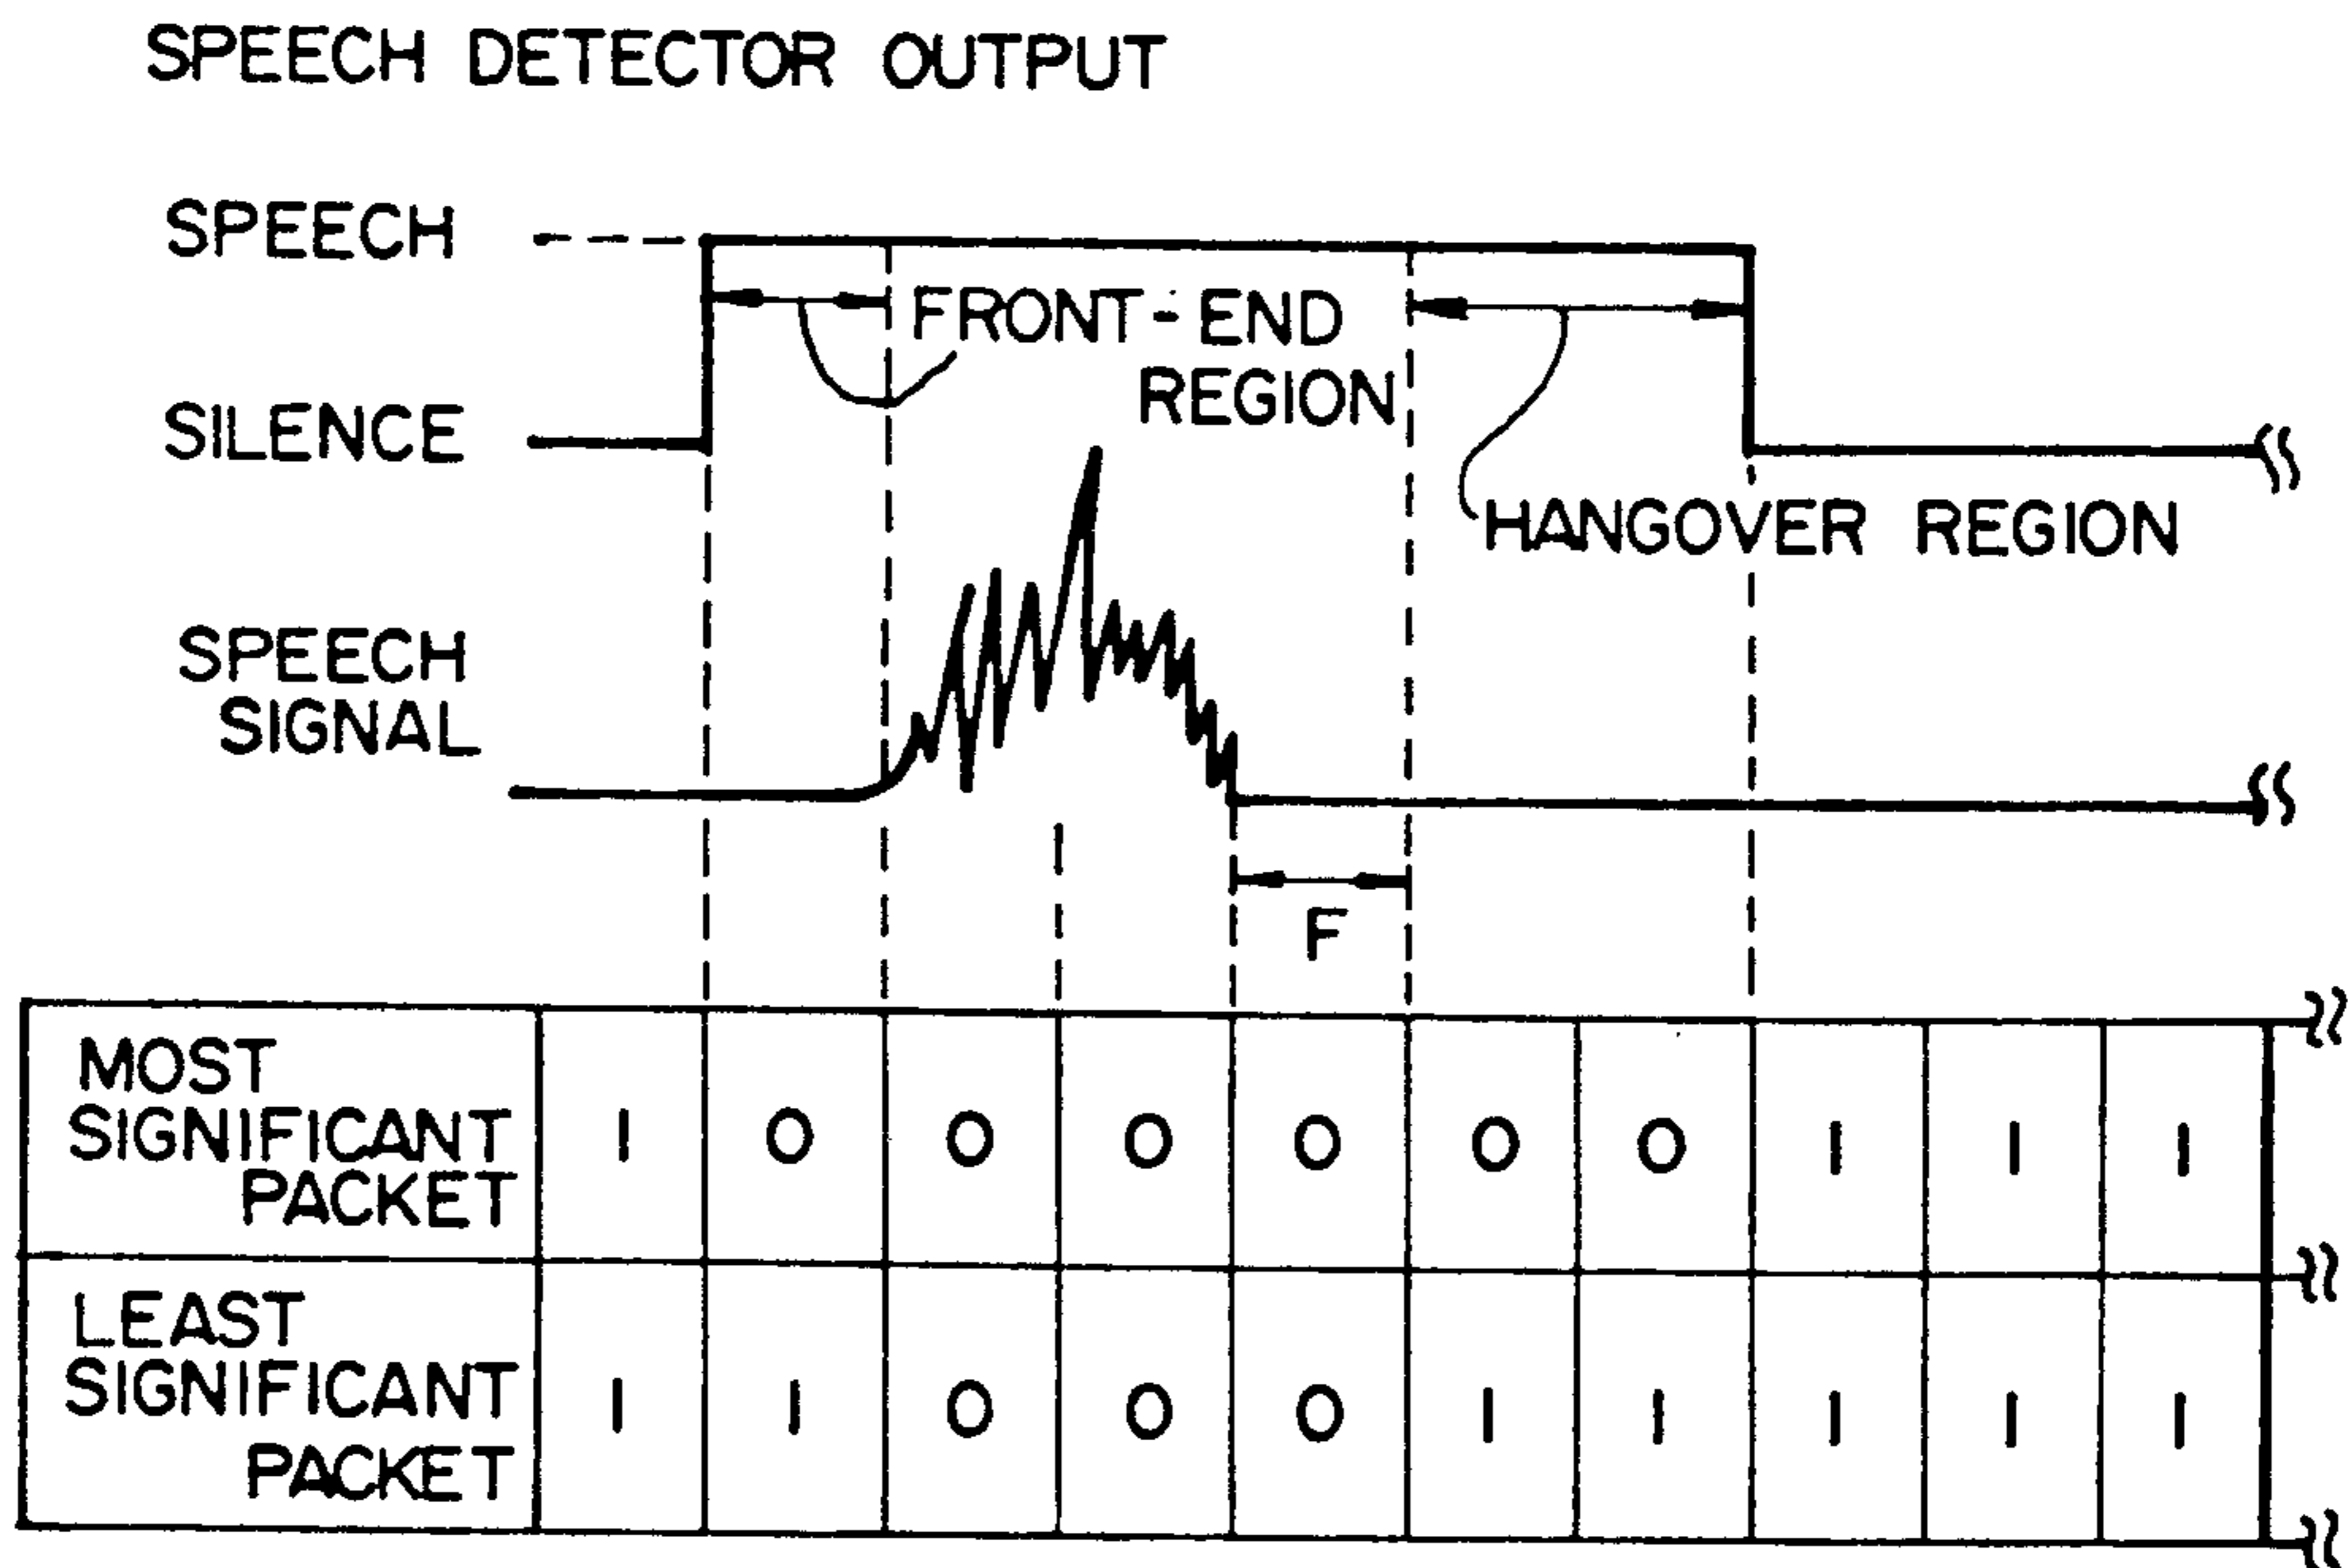 SPEECH DETECTOR OUTPUT
SPEECH
FRONT-END
REGION
SILENCE
HANGOVER REGION
SPEECH
SIGNAL
F
MOST
SIGNIFICANT
PACKET
1 0 0 0 0 0 0 1 1 1
LEAST
SIGNIFICANT
PACKET
1 1 0 0 0 1 1 1 1 1